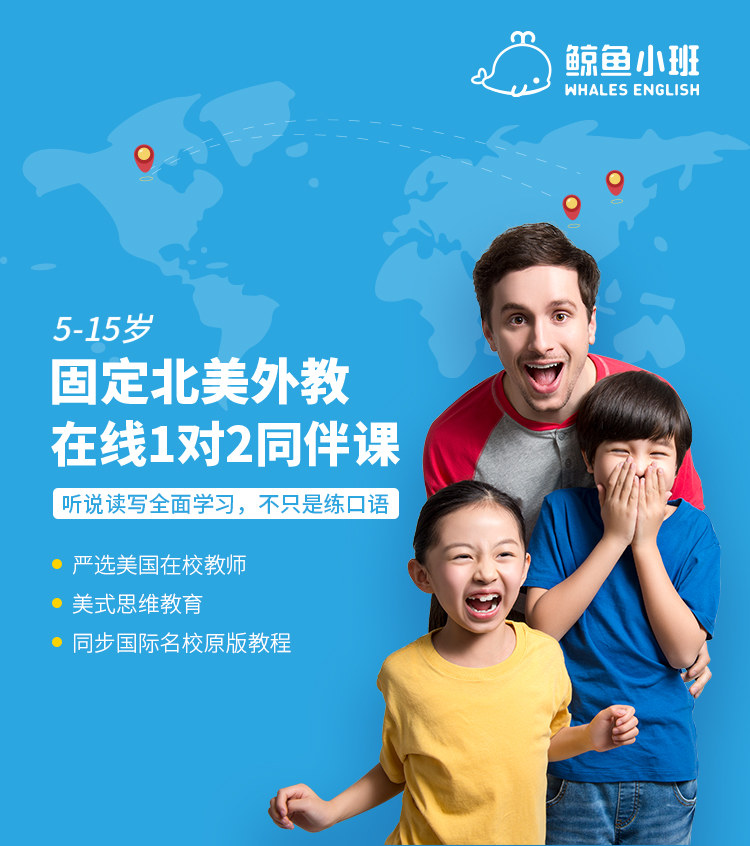 鲸鱼小班
WHALES ENGLISH
5-15岁
固定北美外教
在线1对2同伴课
听说读写全面学习，不只是练口语
严选美国在校教师
美式思维教育
同步国际名校原版教程